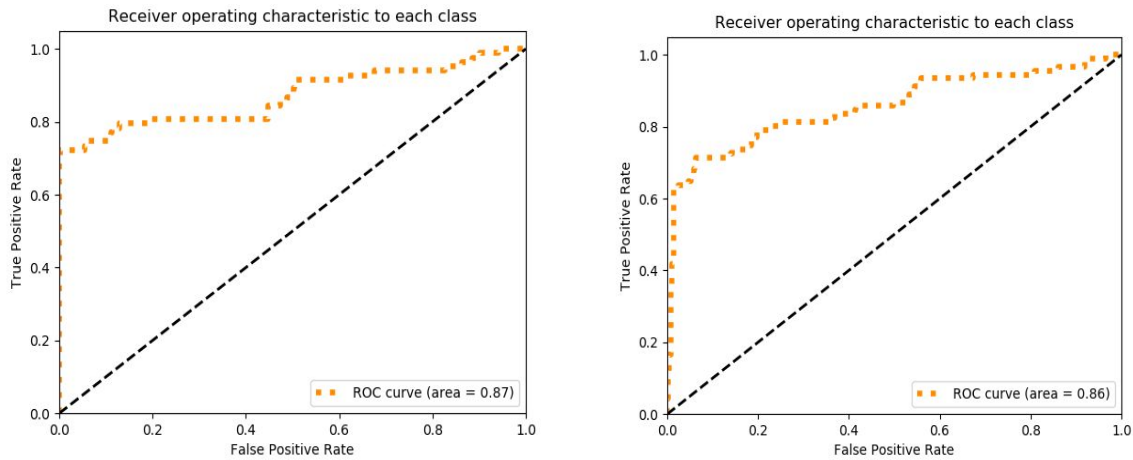 Receiver operating characteristic to each class
1.0
0.8
0.6
0.4
0.2
0.0
True Positive Rate
ROC curve (area = 0.87)
0.0 0.2 0.4 0.6 0.8 1.0
False Positive Rate
Receiver operating characteristic to each class
1.0
0.8
0.6
0.4
0.2
0.0
True Positive Rate
ROC curve (area = 0.86)
0.0 0.2 0.4 0.6 0.8 1.0
False Positive Rate